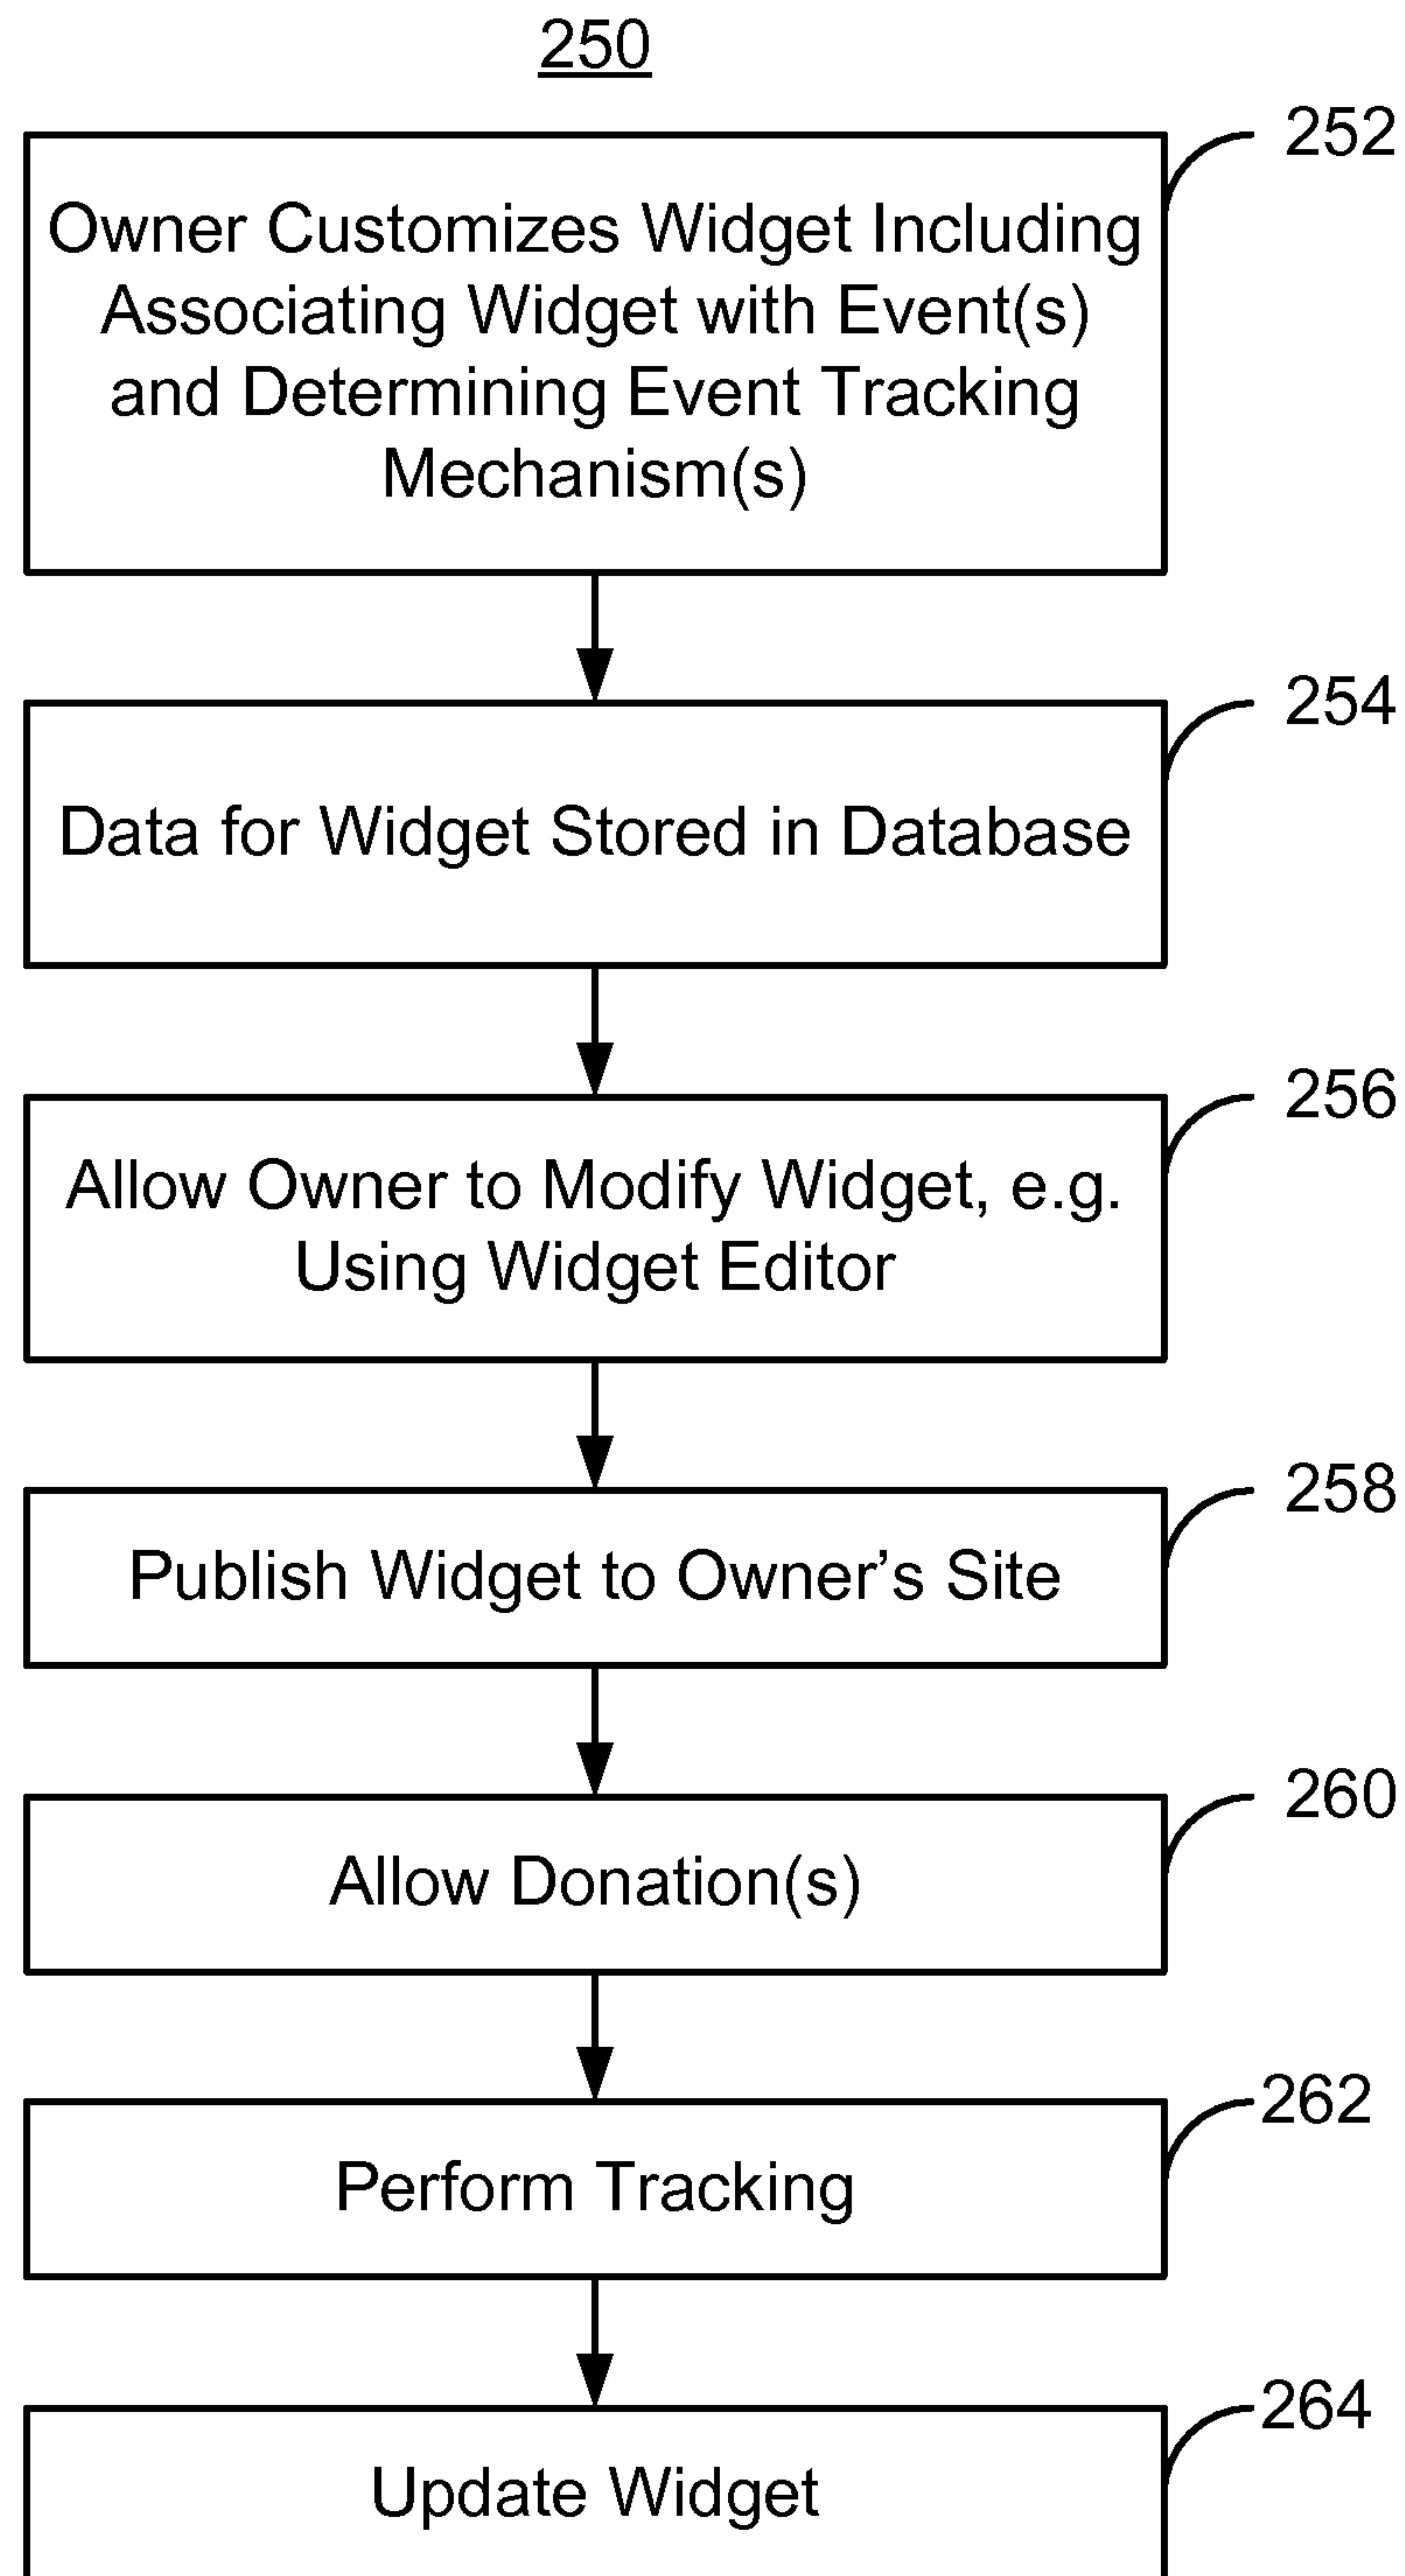 250
252
Owner Customizes Widget Including
Associating Widget with Event(s)
and Determining Event Tracking
Mechanism(s)
254
Data for Widget Stored in Database
256
Allow Owner to Modify Widget, e.g.
Using Widget Editor
258
Publish Widget to Owner’s Site
260
Allow Donation(s)
262
Perform Tracking
264
Update Widget